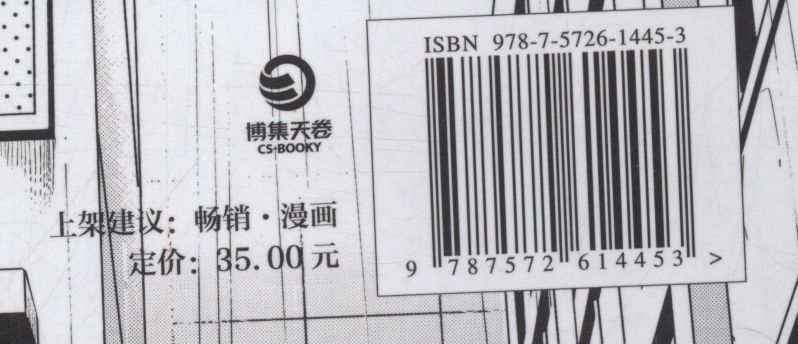 ISBN 978-7-5726-1445-3
博集天卷
CS-BOOKY
上架建议：畅销·漫画
定价：35.00元
9 787572 614453 >